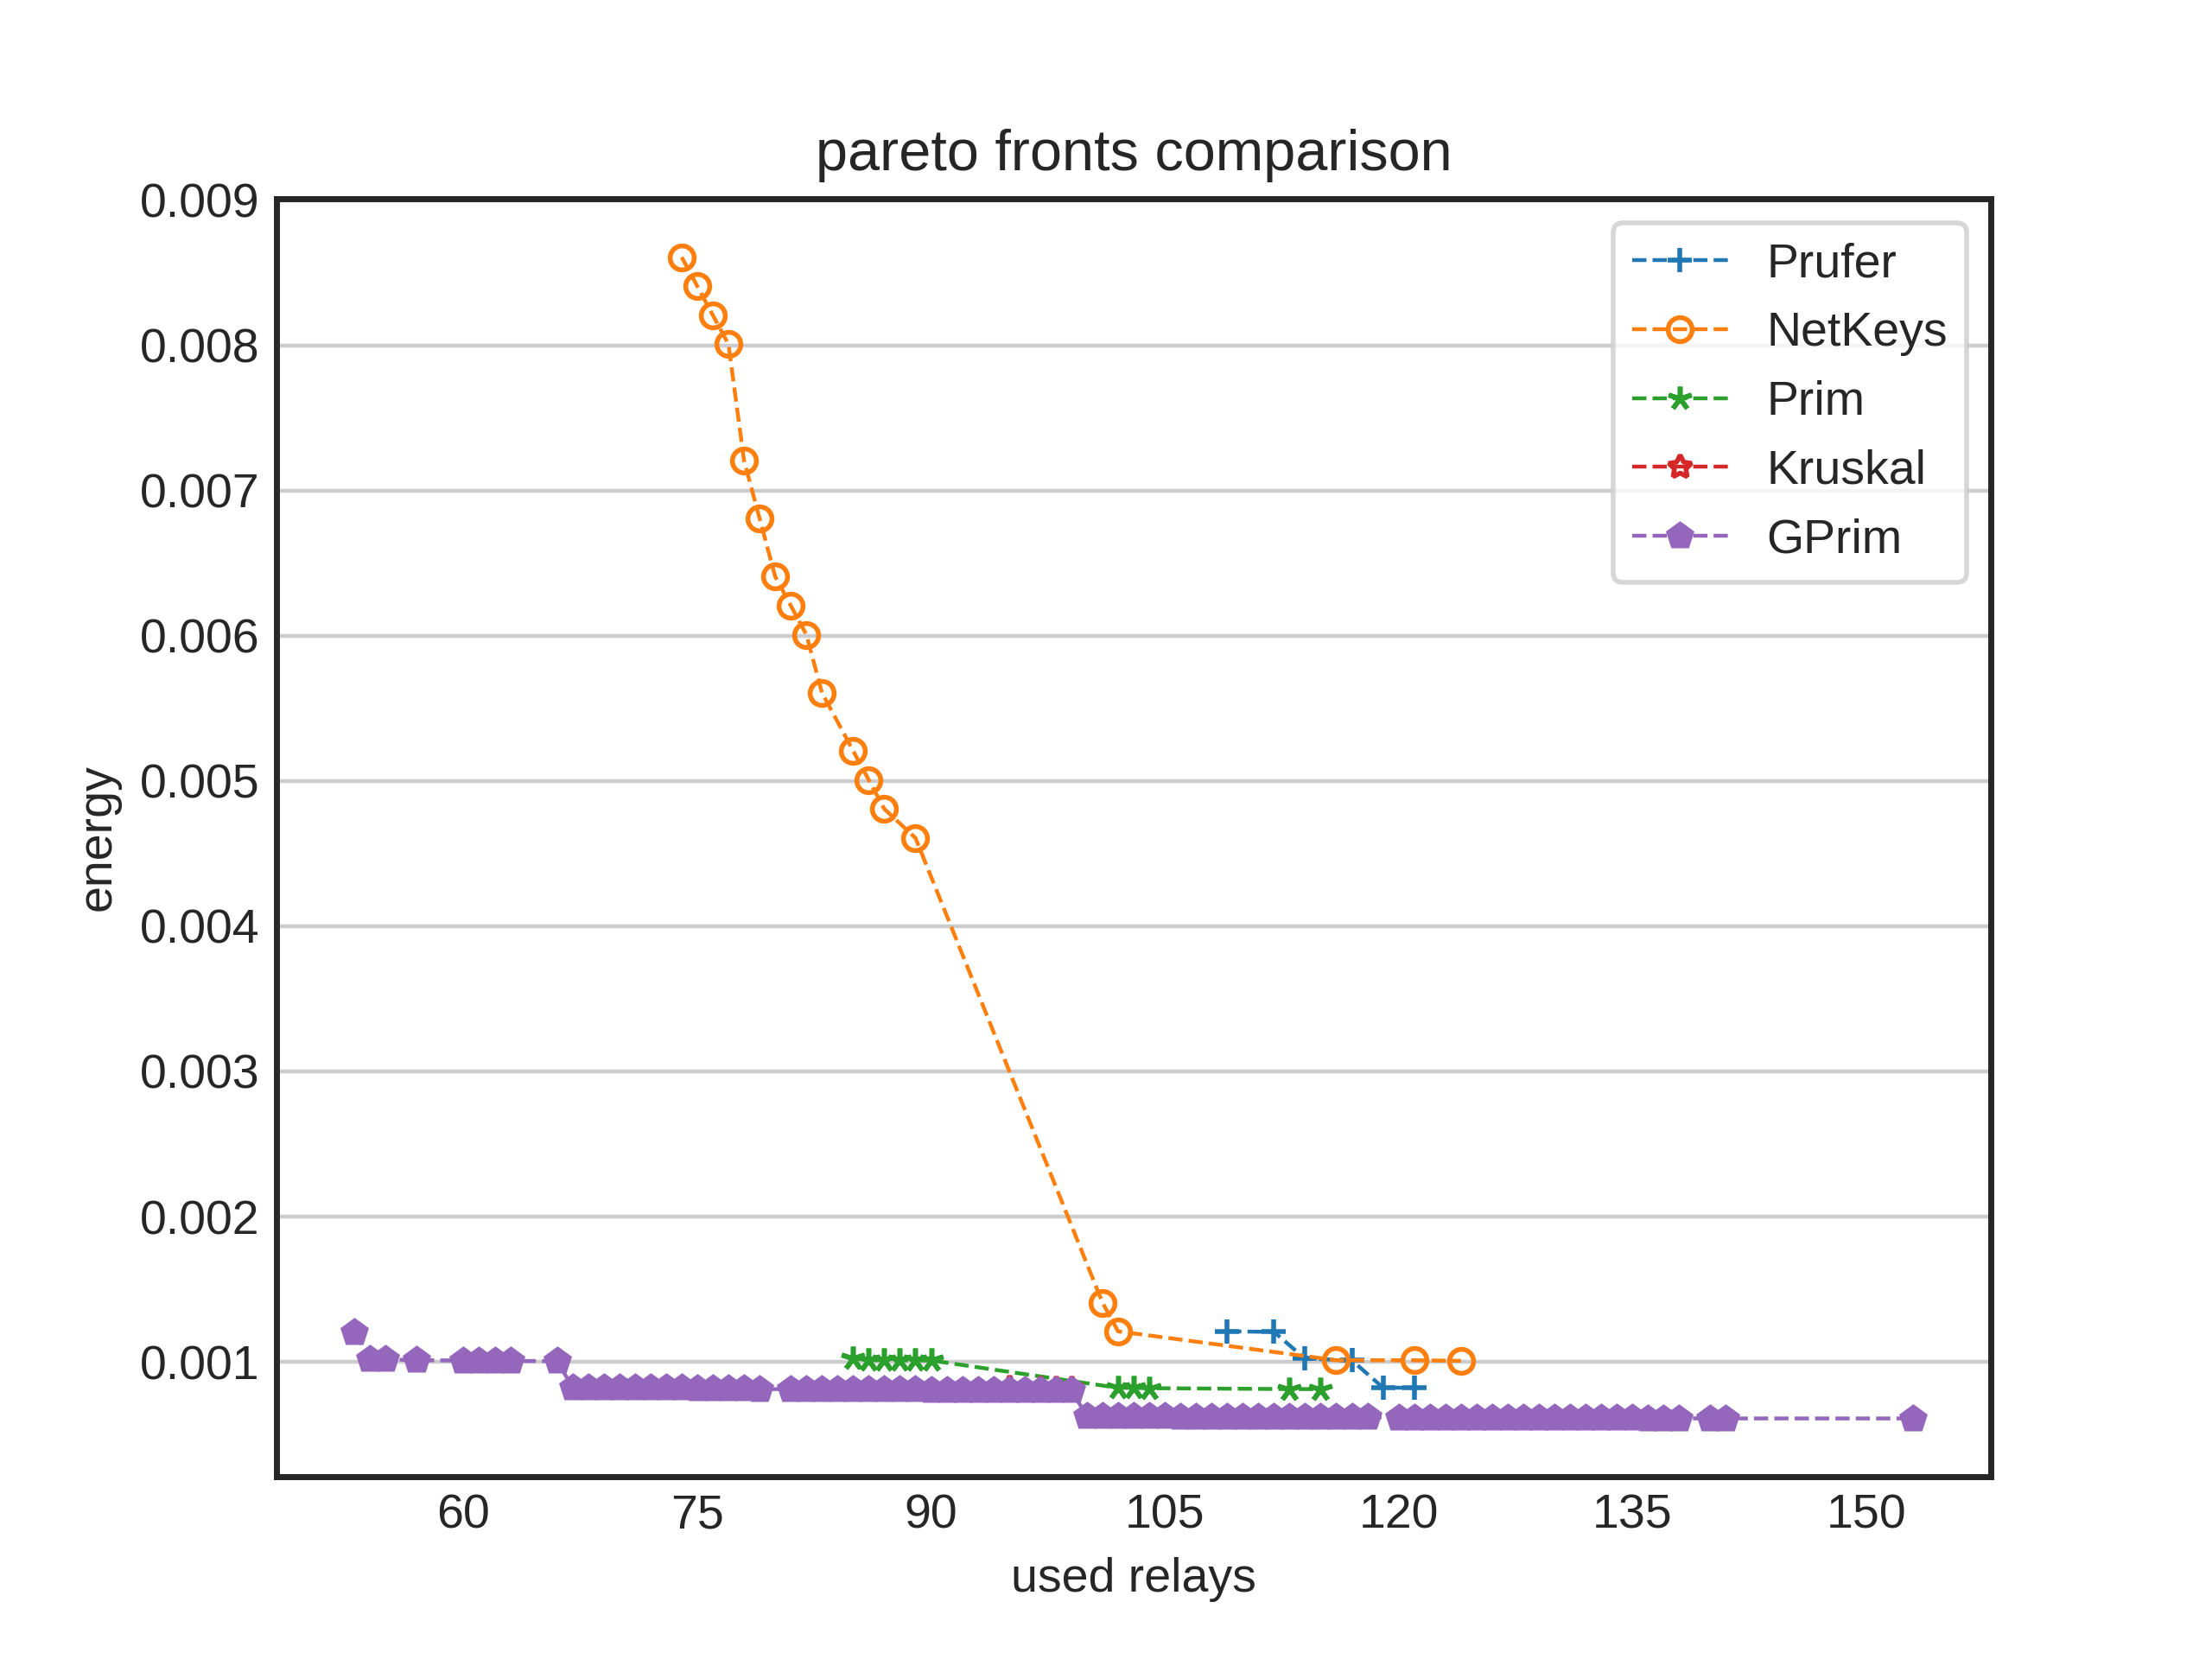 pareto fronts comparison
0.009
0.008
0.007
0.006
0.005
0.004
0.003
0.002
0.001
energy
Prufer
NetKeys
Prim
Kruskal
GPrim
60 75 90 105 120 135 150
used relays